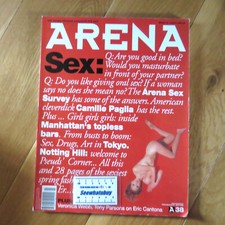 ARENA
Sex:
Q: Are you good in bed?
Would you masturbate
in front of your partner?
Q: Do you like giving oral sex? If a woman
says no does she mean no? The Arena Sex
Survey has some of the answers. American
cleverdick Camille Paglia has the rest.
Plus... Girls girls girls: inside
Manhattan's topless
bars. From busts to boom:
Sex, Drugs, Art in Tokyo.
Notting Hill: welcome to
Pseuds' Corner... All this
and 28 pages of the sexiest
spring
Er...
PLUS
Snowbabbe
Veronica Webb, Tony Parsons on Eric Cantona
A38